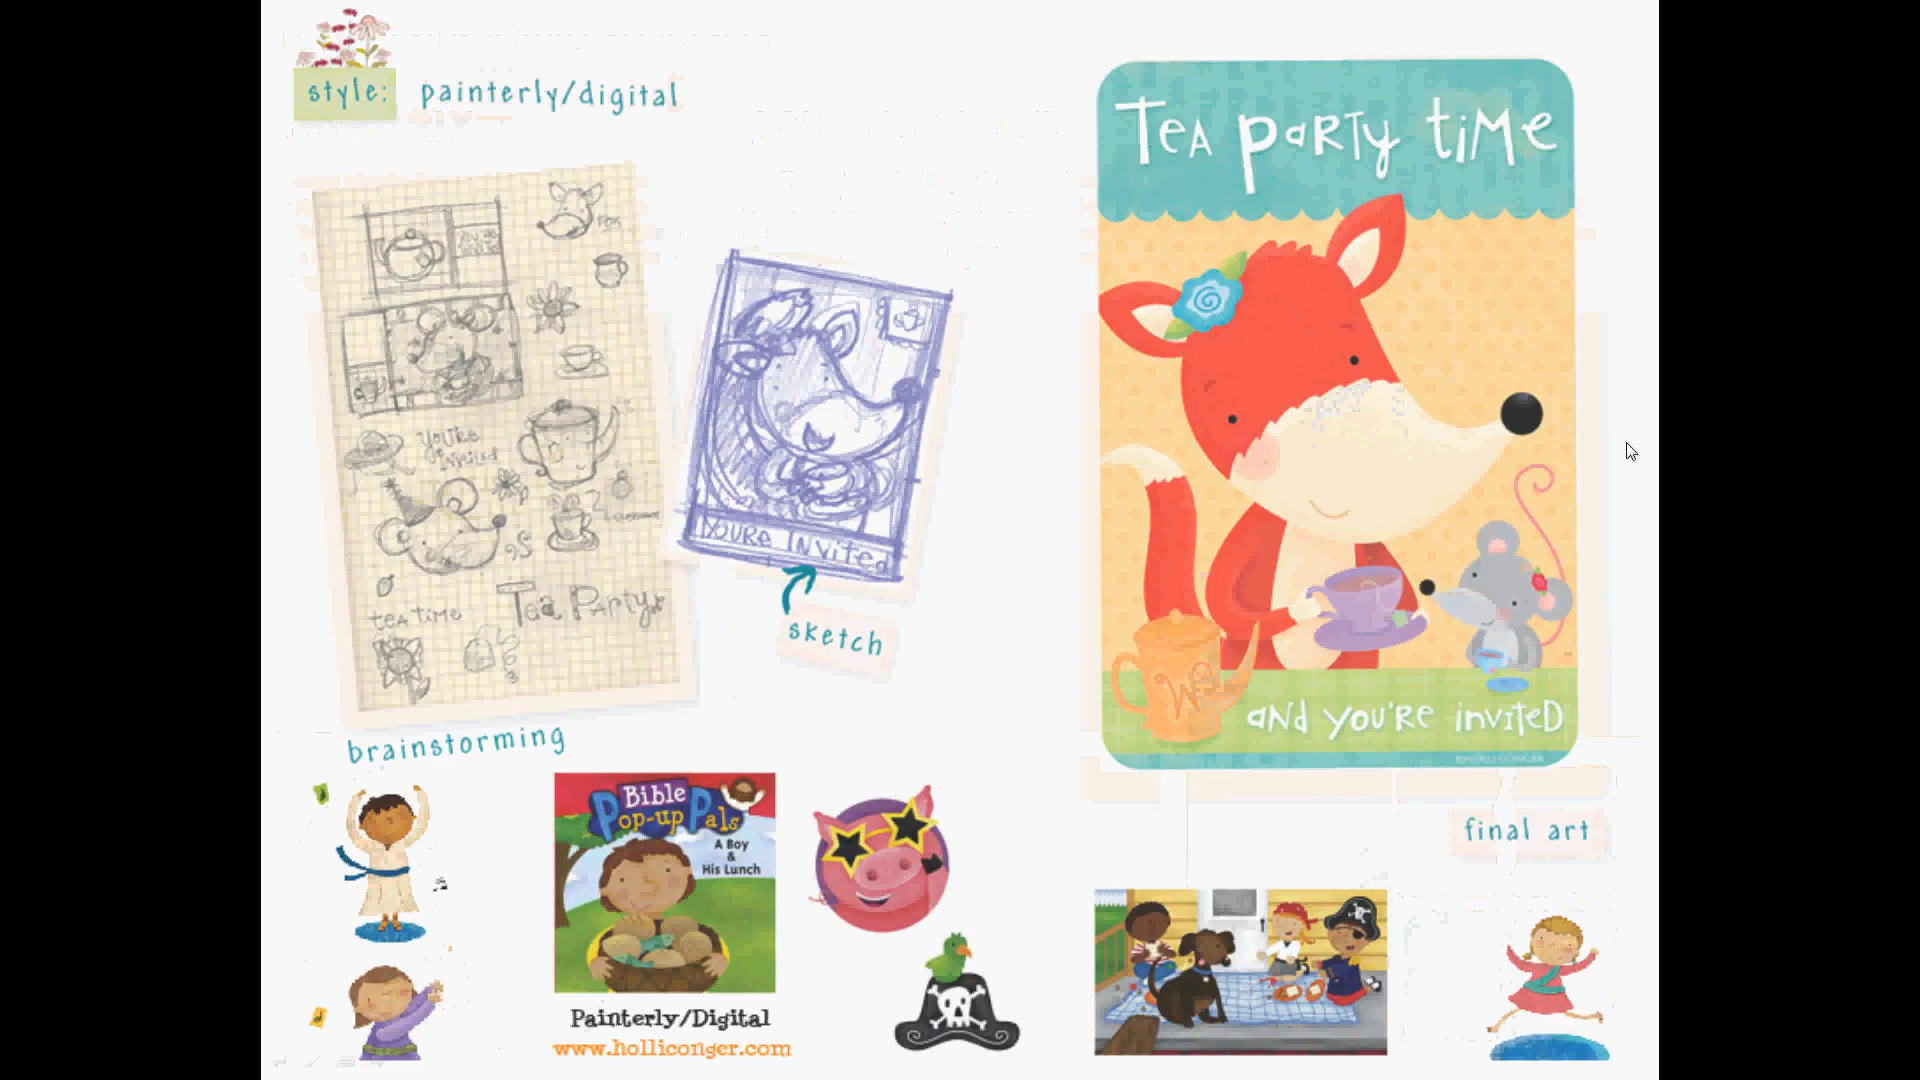 style: painterly/digital
Tea party time
fox
you're
invited
tea time
Tea Party
You're Invited
sketch
and you're invited
brainstorming
final art
Bible
Pop-up Pals
A Boy
&
His Lunch
Painterly/Digital
www.holliconger.com